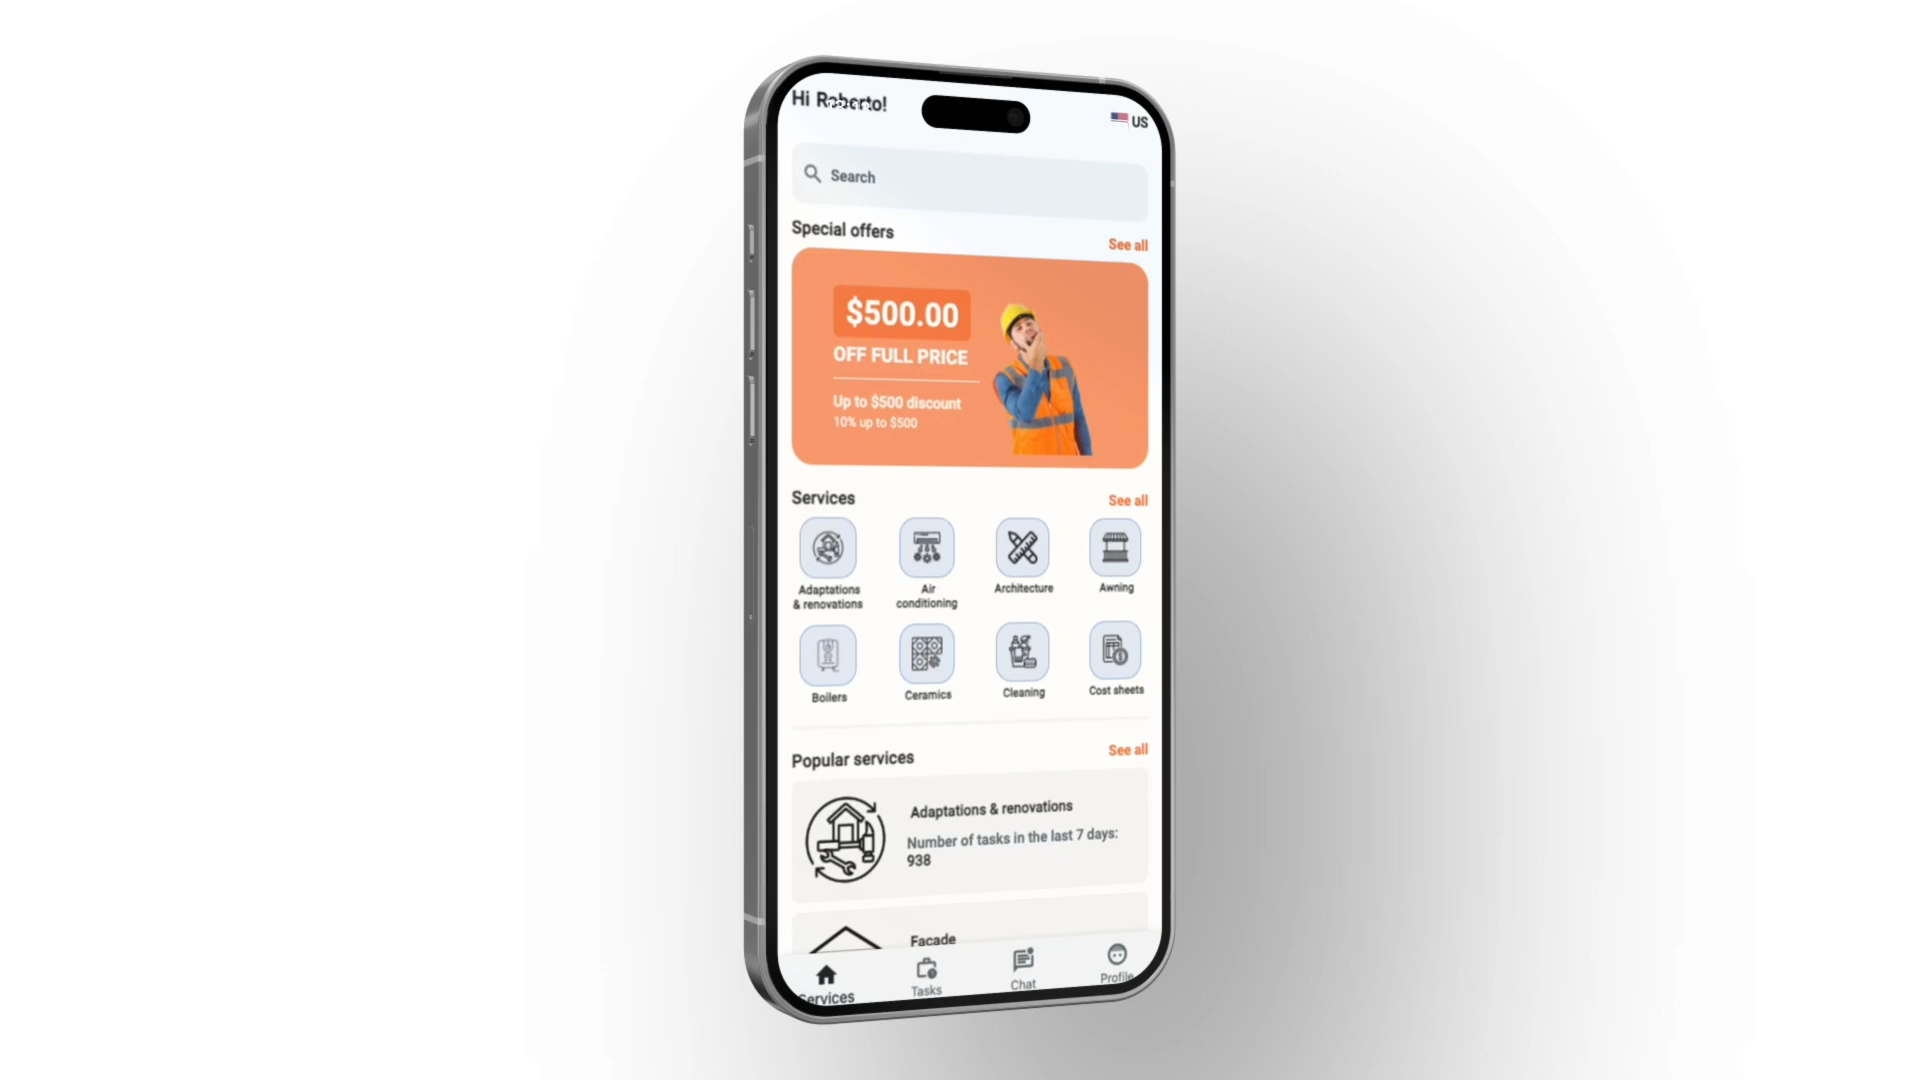 Hi Roberto!
US
Search
Special offers
See all
$500.00
OFF FULL PRICE
Up to $500 discount
10% up to $500
Services
See all
Adaptations
& renovations
Air
conditioning
Architecture
Awning
Boilers
Ceramics
Cleaning
Cost sheets
Popular services
See all
Adaptations & renovations
Number of tasks in the last 7 days:
938
Facade
Services
Tasks
Chat
Profile